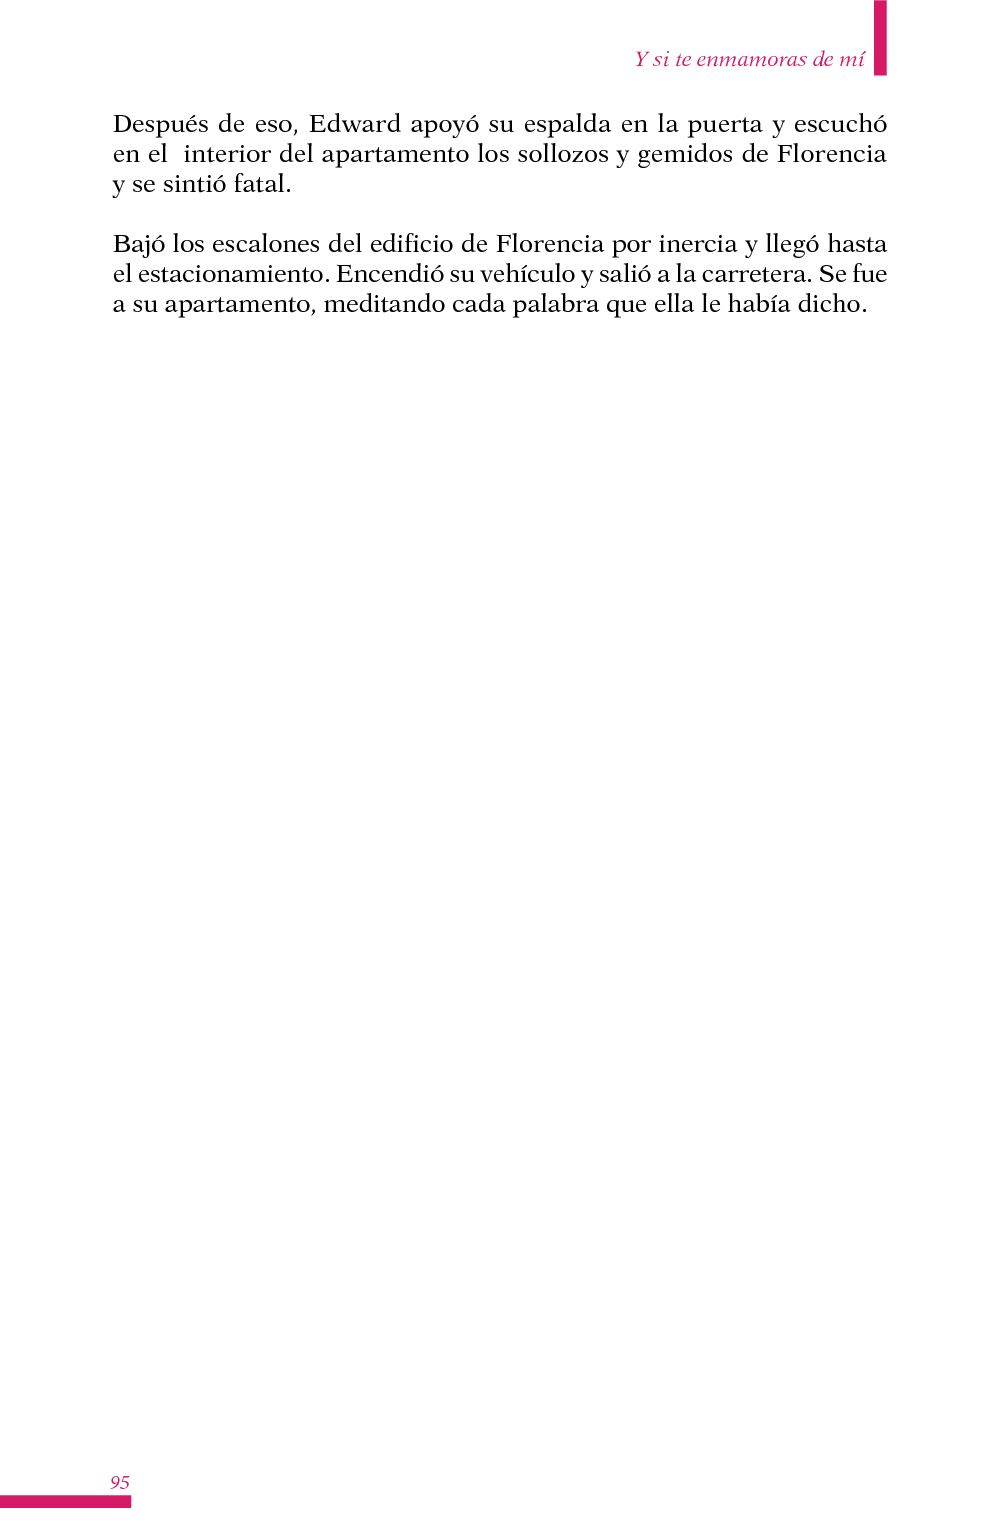 Y si te enmamoras de mí
Después de eso, Edward apoyó su espalda en la puerta y escuchó
en el  interior del apartamento los sollozos y gemidos de Florencia
y se sintió fatal.
Bajó los escalones del edificio de Florencia por inercia y llegó hasta
el estacionamiento. Encendió su vehículo y salió a la carretera. Se fue
a su apartamento, meditando cada palabra que ella le había dicho.
95